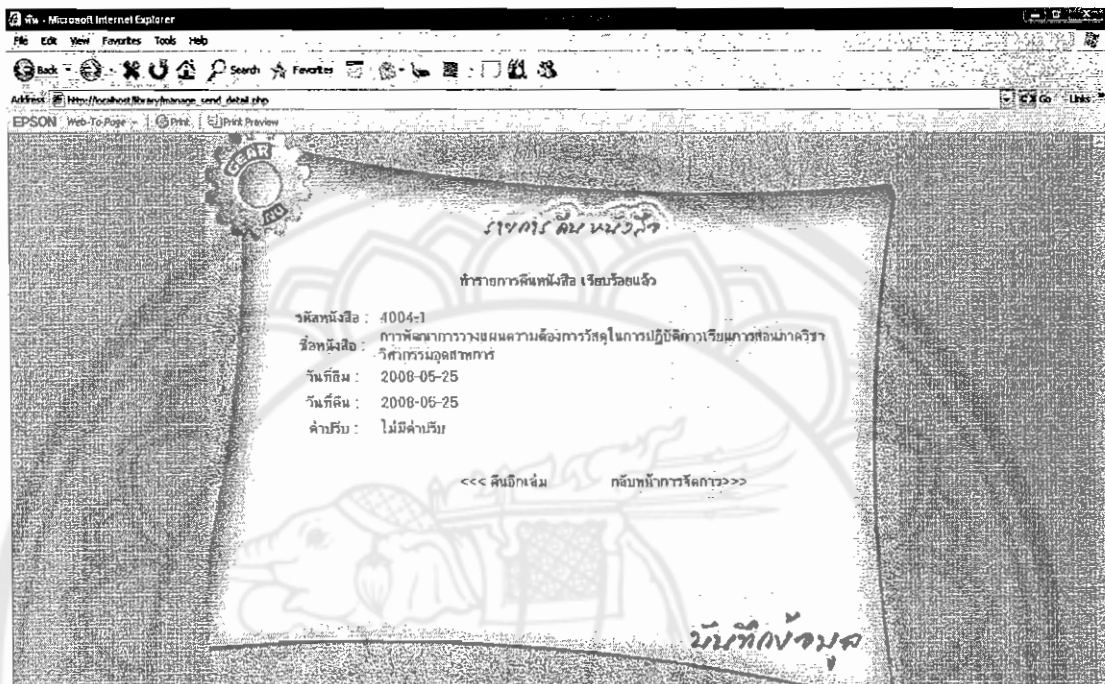 คืน - Microsoft Internet Explorer
File Edit View Favorites Tools Help
Back Search Favorites
Address http://localhost/library/manage_send_detail.php Go Links
EPSON Web-To-Page Print Print Preview
GEAR
NU
รายการ คืน หนังสือ
ทำรายการคืนหนังสือ เรียบร้อยแล้ว
รหัสหนังสือ : 4004-1
ชื่อหนังสือ : การพัฒนาการวางแผนความต้องการวัสดุในการปฏิบัติการเรียนการสอนภาควิชา
วิศวกรรมอุตสาหการ
วันที่ยืม : 2008-05-25
วันที่คืน : 2008-05-25
ค่าปรับ : ไม่มีค่าปรับ
<<< คืนอีกเล่ม กลับหน้าการจัดการ>>>
บันทึกข้อมูล